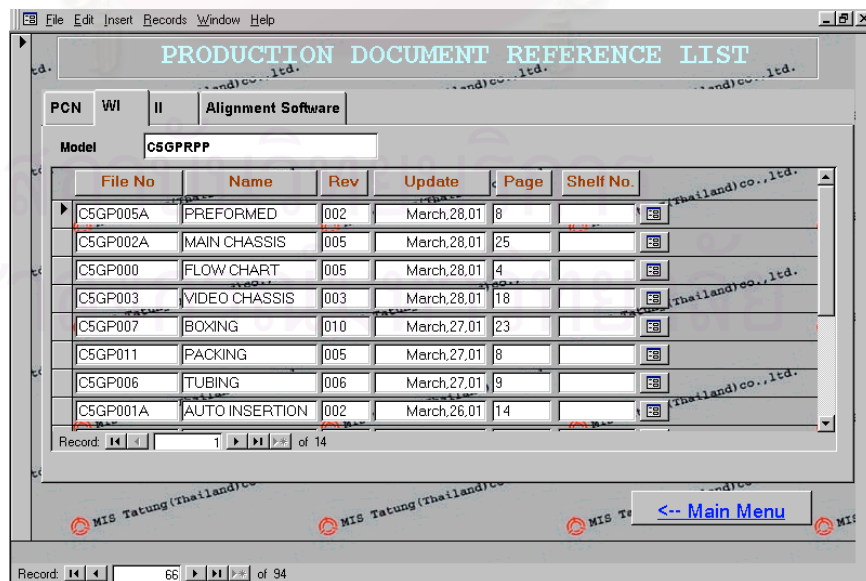 File Edit Insert Records Window Help
PRODUCTION DOCUMENT REFERENCE LIST
PCN WI II Alignment Software
Model C5GPRPP
File No Name Rev Update Page Shelf No.
C5GP005A PREFORMED 002 March,28,01 8
C5GP002A MAIN CHASSIS 005 March,28,01 25
C5GP000 FLOW CHART 005 March,28,01 4
C5GP003 VIDEO CHASSIS 003 March,28,01 18
C5GP007 BOXING 010 March,27,01 23
C5GP011 PACKING 005 March,27,01 8
C5GP006 TUBING 006 March,27,01 9
C5GP001A AUTO INSERTION 002 March,26,01 14
Record: 1 of 14
MIS Tatung(Thailand)co MIS Tatung(Thailand)co MIS
<-- Main Menu
Record: 66 of 94